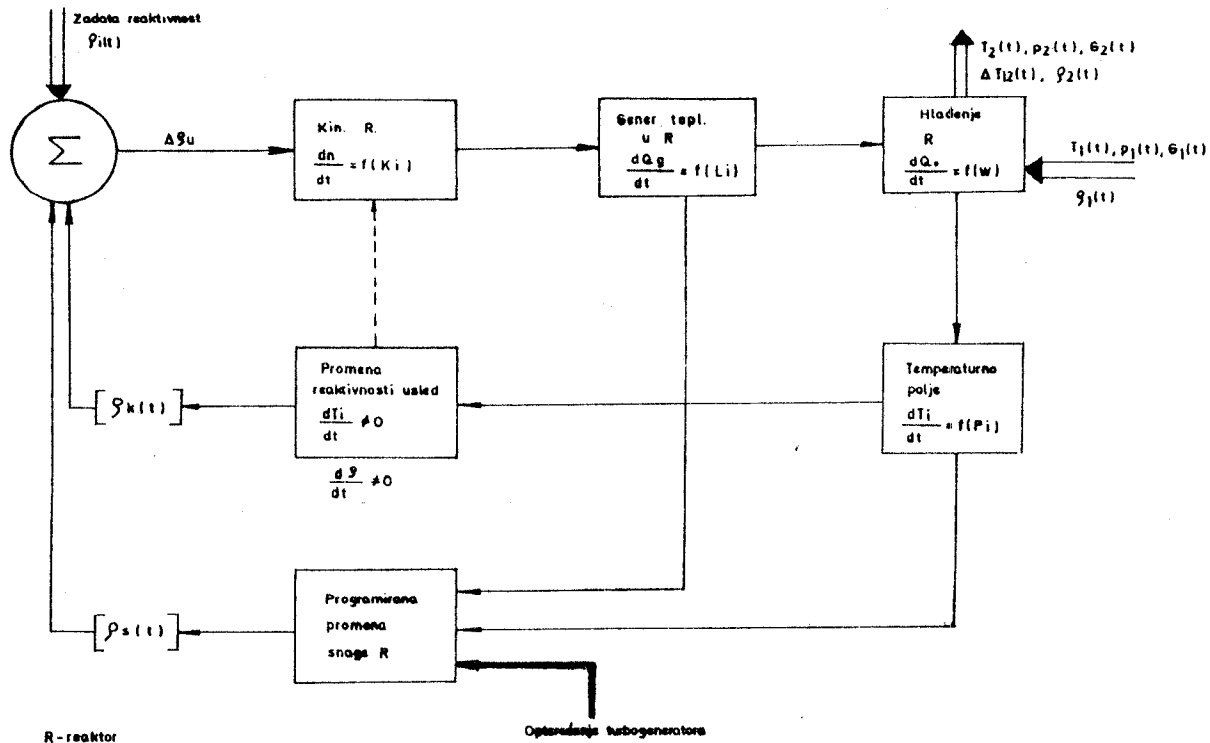 Zadata reaktivnost
ρi(t)
Σ
Δρu
Kin. R.
dn/dt = f(Ki)
Gener. tepl.
u R
dQg/dt = f(Li)
Hlađenje
R
dQo/dt = f(w)
T2(t), p2(t), G2(t)
ΔT12(t), ρ2(t)
T1(t), p1(t), G1(t)
ρ1(t)
Promena
reaktivnosti usled
dTi/dt ≠ 0
dρ/dt ≠ 0
Temperaturno
polje
dTi/dt = f(Pi)
[ρk(t)]
Programirana
promena
snage R
[ρs(t)]
R-reaktor
turbogeneratora